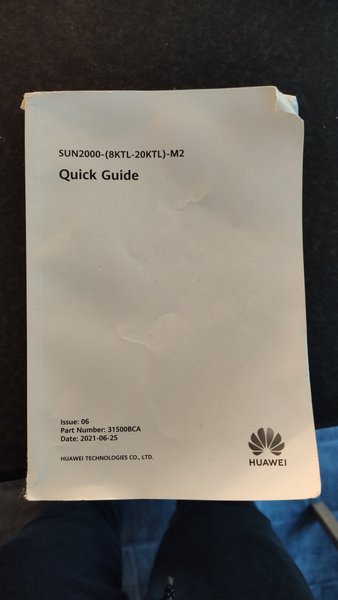 SUN2000-(8KTL-20KTL)-M2
Quick Guide
Issue: 06
Part Number: 31500BCA
Date: 2021-06-25
HUAWEI TECHNOLOGIES CO., LTD.
HUAWEI